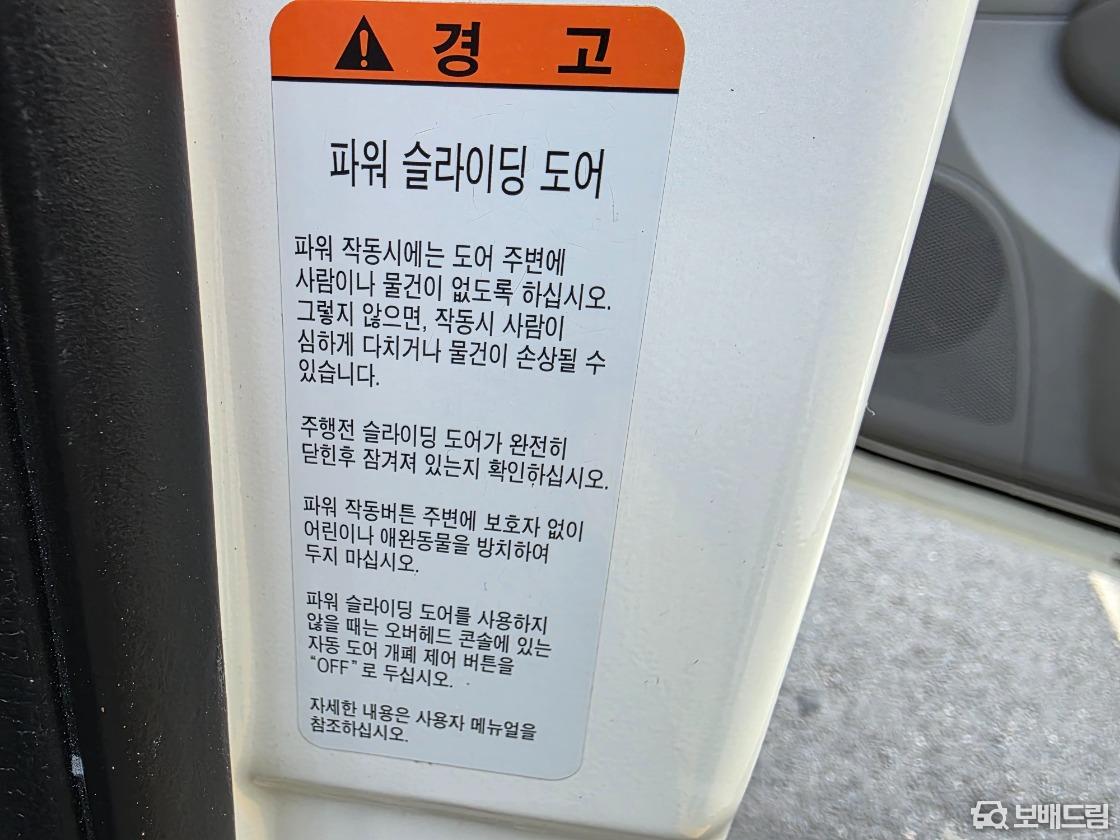 경 고
파워 슬라이딩 도어
파워 작동시에는 도어 주변에
사람이나 물건이 없도록 하십시오.
그렇지 않으면, 작동시 사람이
심하게 다치거나 물건이 손상될 수
있습니다.
주행전 슬라이딩 도어가 완전히
닫힌후 잠겨져 있는지 확인하십시오.
파워 작동버튼 주변에 보호자 없이
어린이나 애완동물을 방치하여
두지 마십시오.
파워 슬라이딩 도어를 사용하지
않을 때는 오버헤드 콘솔에 있는
자동 도어 개폐 제어 버튼을
“OFF”로 두십시오.
자세한 내용은 사용자 메뉴얼을
참조하십시오.
보배드림